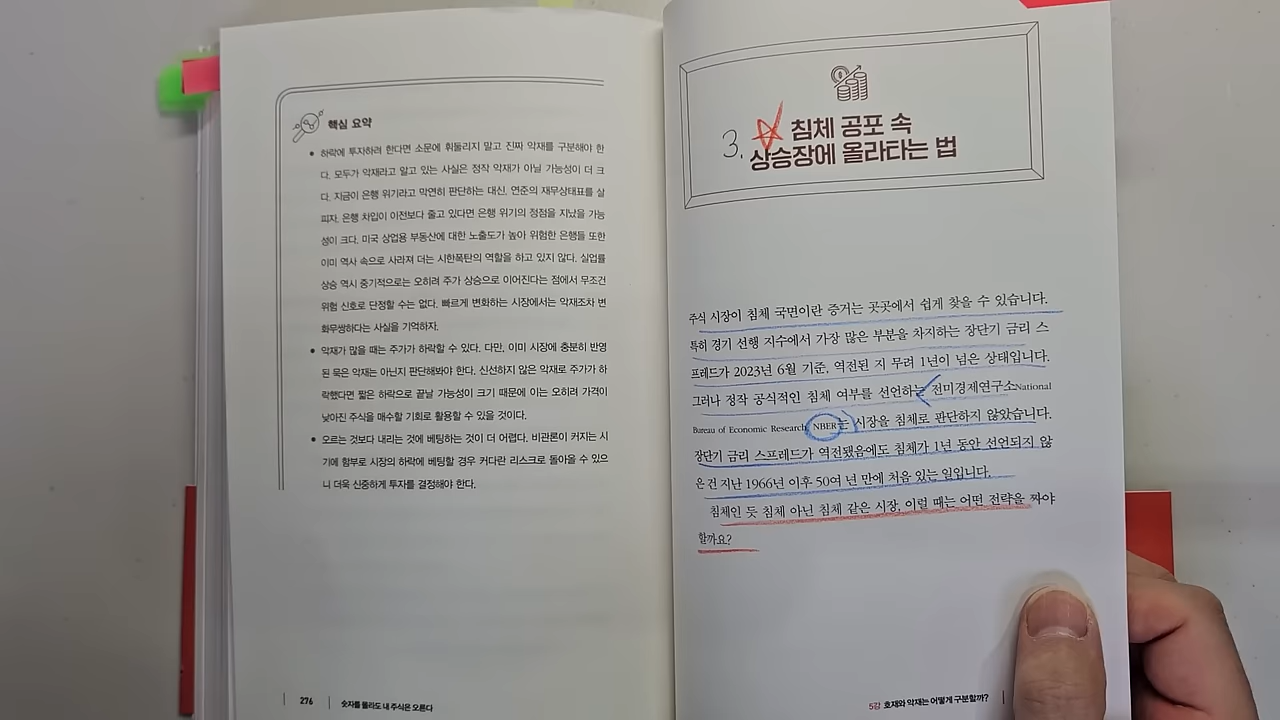 핵심 요약
• 하락에 투자하려 한다면 소문에 휘둘리지 말고 진짜 악재를 구분해야 한
다. 모두가 악재라고 알고 있는 사실은 정작 악재가 아닐 가능성이 더 크
다. 지금이 은행 위기라고 막연히 판단하는 대신, 연준의 재무상태표를 살
피자. 은행 차입이 이전보다 줄고 있다면 은행 위기의 정점을 지났을 가능
성이 크다. 미국 상업용 부동산에 대한 노출도가 높아 위험한 은행들 또한
이미 역사 속으로 사라져 더는 시한폭탄의 역할을 하고 있지 않다. 실업률
상승 역시 중기적으로는 오히려 주가 상승으로 이어진다는 점에서 무조건
위험 신호로 단정할 수는 없다. 빠르게 변화하는 시장에서는 악재조차 변
화무쌍하다는 사실을 기억하자.
• 악재가 많을 때는 주가가 하락할 수 있다. 다만, 이미 시장에 충분히 반영
된 묵은 악재는 아닌지 판단해봐야 한다. 신선하지 않은 악재로 주가가 하
락했다면 짧은 하락으로 끝날 가능성이 크기 때문에 이는 오히려 가격이
낮아진 주식을 매수할 기회로 활용할 수 있을 것이다.
• 오르는 것보다 내리는 것에 베팅하는 것이 더 어렵다. 비관론이 커지는 시
기에 함부로 시장의 하락에 베팅할 경우 커다란 리스크로 돌아올 수 있으
니 더욱 신중하게 투자를 결정해야 한다.
276 숫자를 몰라도 내 주식은 오른다
3. 침체 공포 속
상승장에 올라타는 법
주식 시장이 침체 국면이란 증거는 곳곳에서 쉽게 찾을 수 있습니다.
특히 경기 선행 지수에서 가장 많은 부분을 차지하는 장단기 금리 스
프레드가 2023년 6월 기준, 역전된 지 무려 1년이 넘은 상태입니다.
그러나 정작 공식적인 침체 여부를 선언하는 전미경제연구소National
Bureau of Economic Research, NBER는 시장을 침체로 판단하지 않았습니다.
장단기 금리 스프레드가 역전됐음에도 침체가 1년 동안 선언되지 않
은 건 지난 1966년 이후 50여 년 만에 처음 있는 일입니다.
침체인 듯 침체 아닌 침체 같은 시장, 이럴 때는 어떤 전략을 짜야
할까요?
5강 호재와 악재는 어떻게 구분할까?